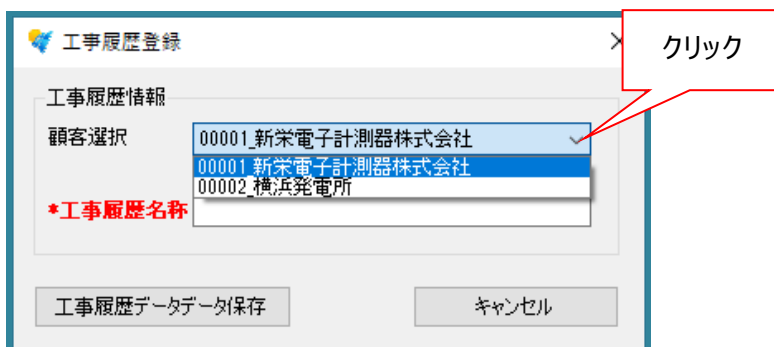 工事履歴登録
クリック
工事履歴情報
顧客選択
00001_新栄電子計測器株式会社
00001_新栄電子計測器株式会社
00002_横浜発電所
*工事履歴名称
工事履歴データデータ保存
キャンセル